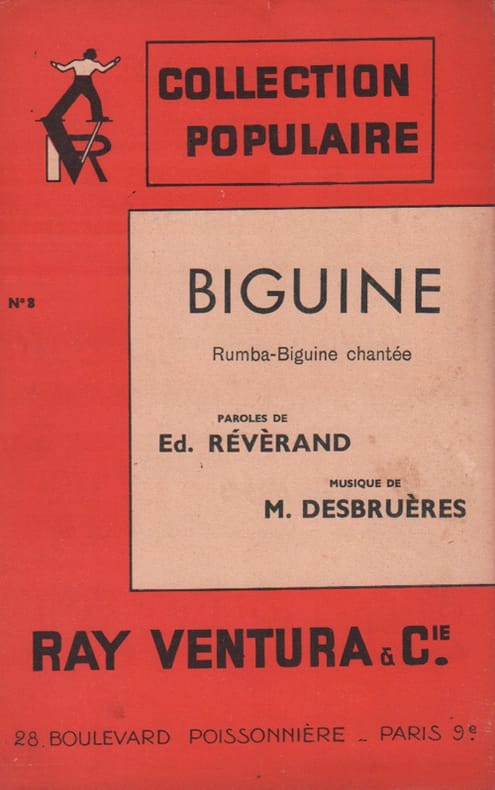 COLLECTION
POPULAIRE
VR
N° 8
BIGUINE
Rumba-Biguine chantée
PAROLES DE
Ed. RÉVÈRAND
MUSIQUE DE
M. DESBRUÈRES
RAY VENTURA & CIE.
28. BOULEVARD POISSONNIÈRE - PARIS 9e